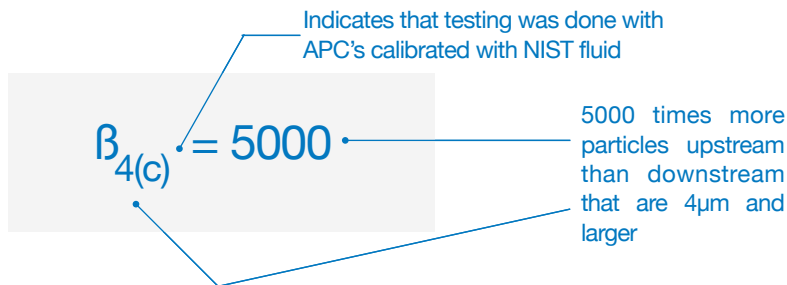 Indicates that testing was done with
APC’s calibrated with NIST fluid
ß4(c) = 5000
5000 times more
particles upstream
than downstream
that are 4µm and
larger